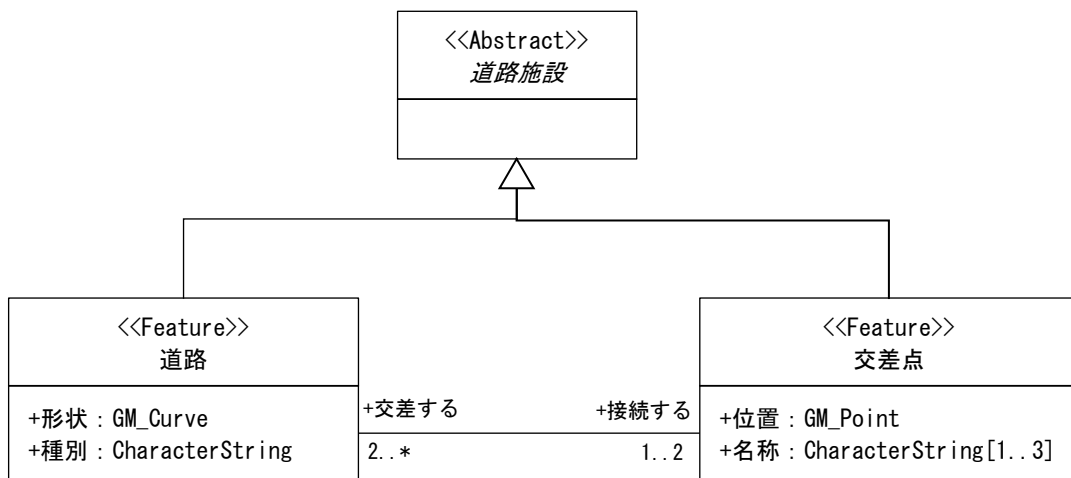 <<Abstract>>
道路施設
<<Feature>>
道路
+形状：GM_Curve
+種別：CharacterString
+交差する
2..*
+接続する
1..2
<<Feature>>
交差点
+位置：GM_Point
+名称：CharacterString[1..3]